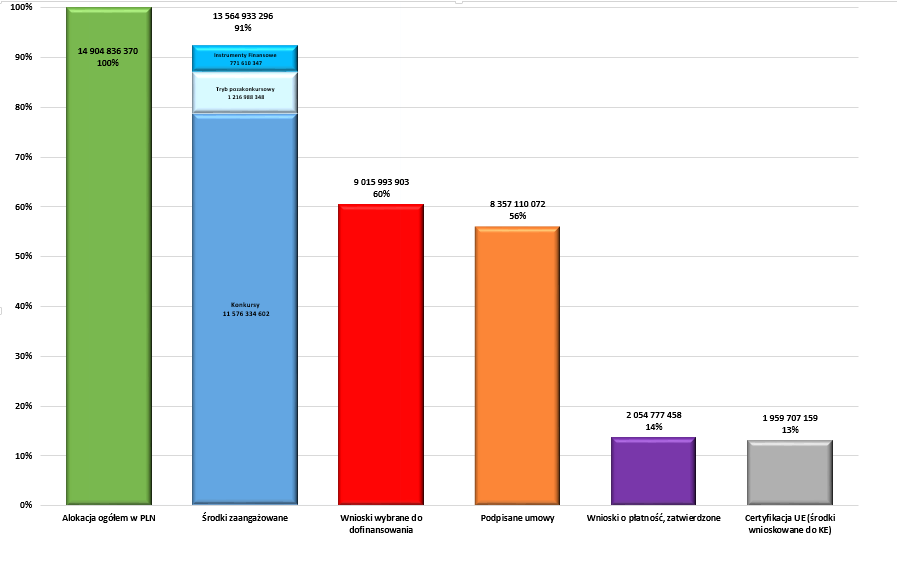 100%
90%
80%
70%
60%
50%
40%
30%
20%
10%
0%
14 904 836 370
100%
13 564 933 296
91%
Instrumenty Finansowe
771 610 347
Tryb pozakonkursowy
1 216 988 348
Konkursy
11 576 334 602
9 015 993 903
60%
8 357 110 072
56%
2 054 777 458
14%
1 959 707 159
13%
Alokacja ogółem w PLN
Środki zaangażowane
Wnioski wybrane do
dofinansowania
Podpisane umowy
Wnioski o płatność, zatwierdzone
Certyfikacja UE (środki
wnioskowane do KE)